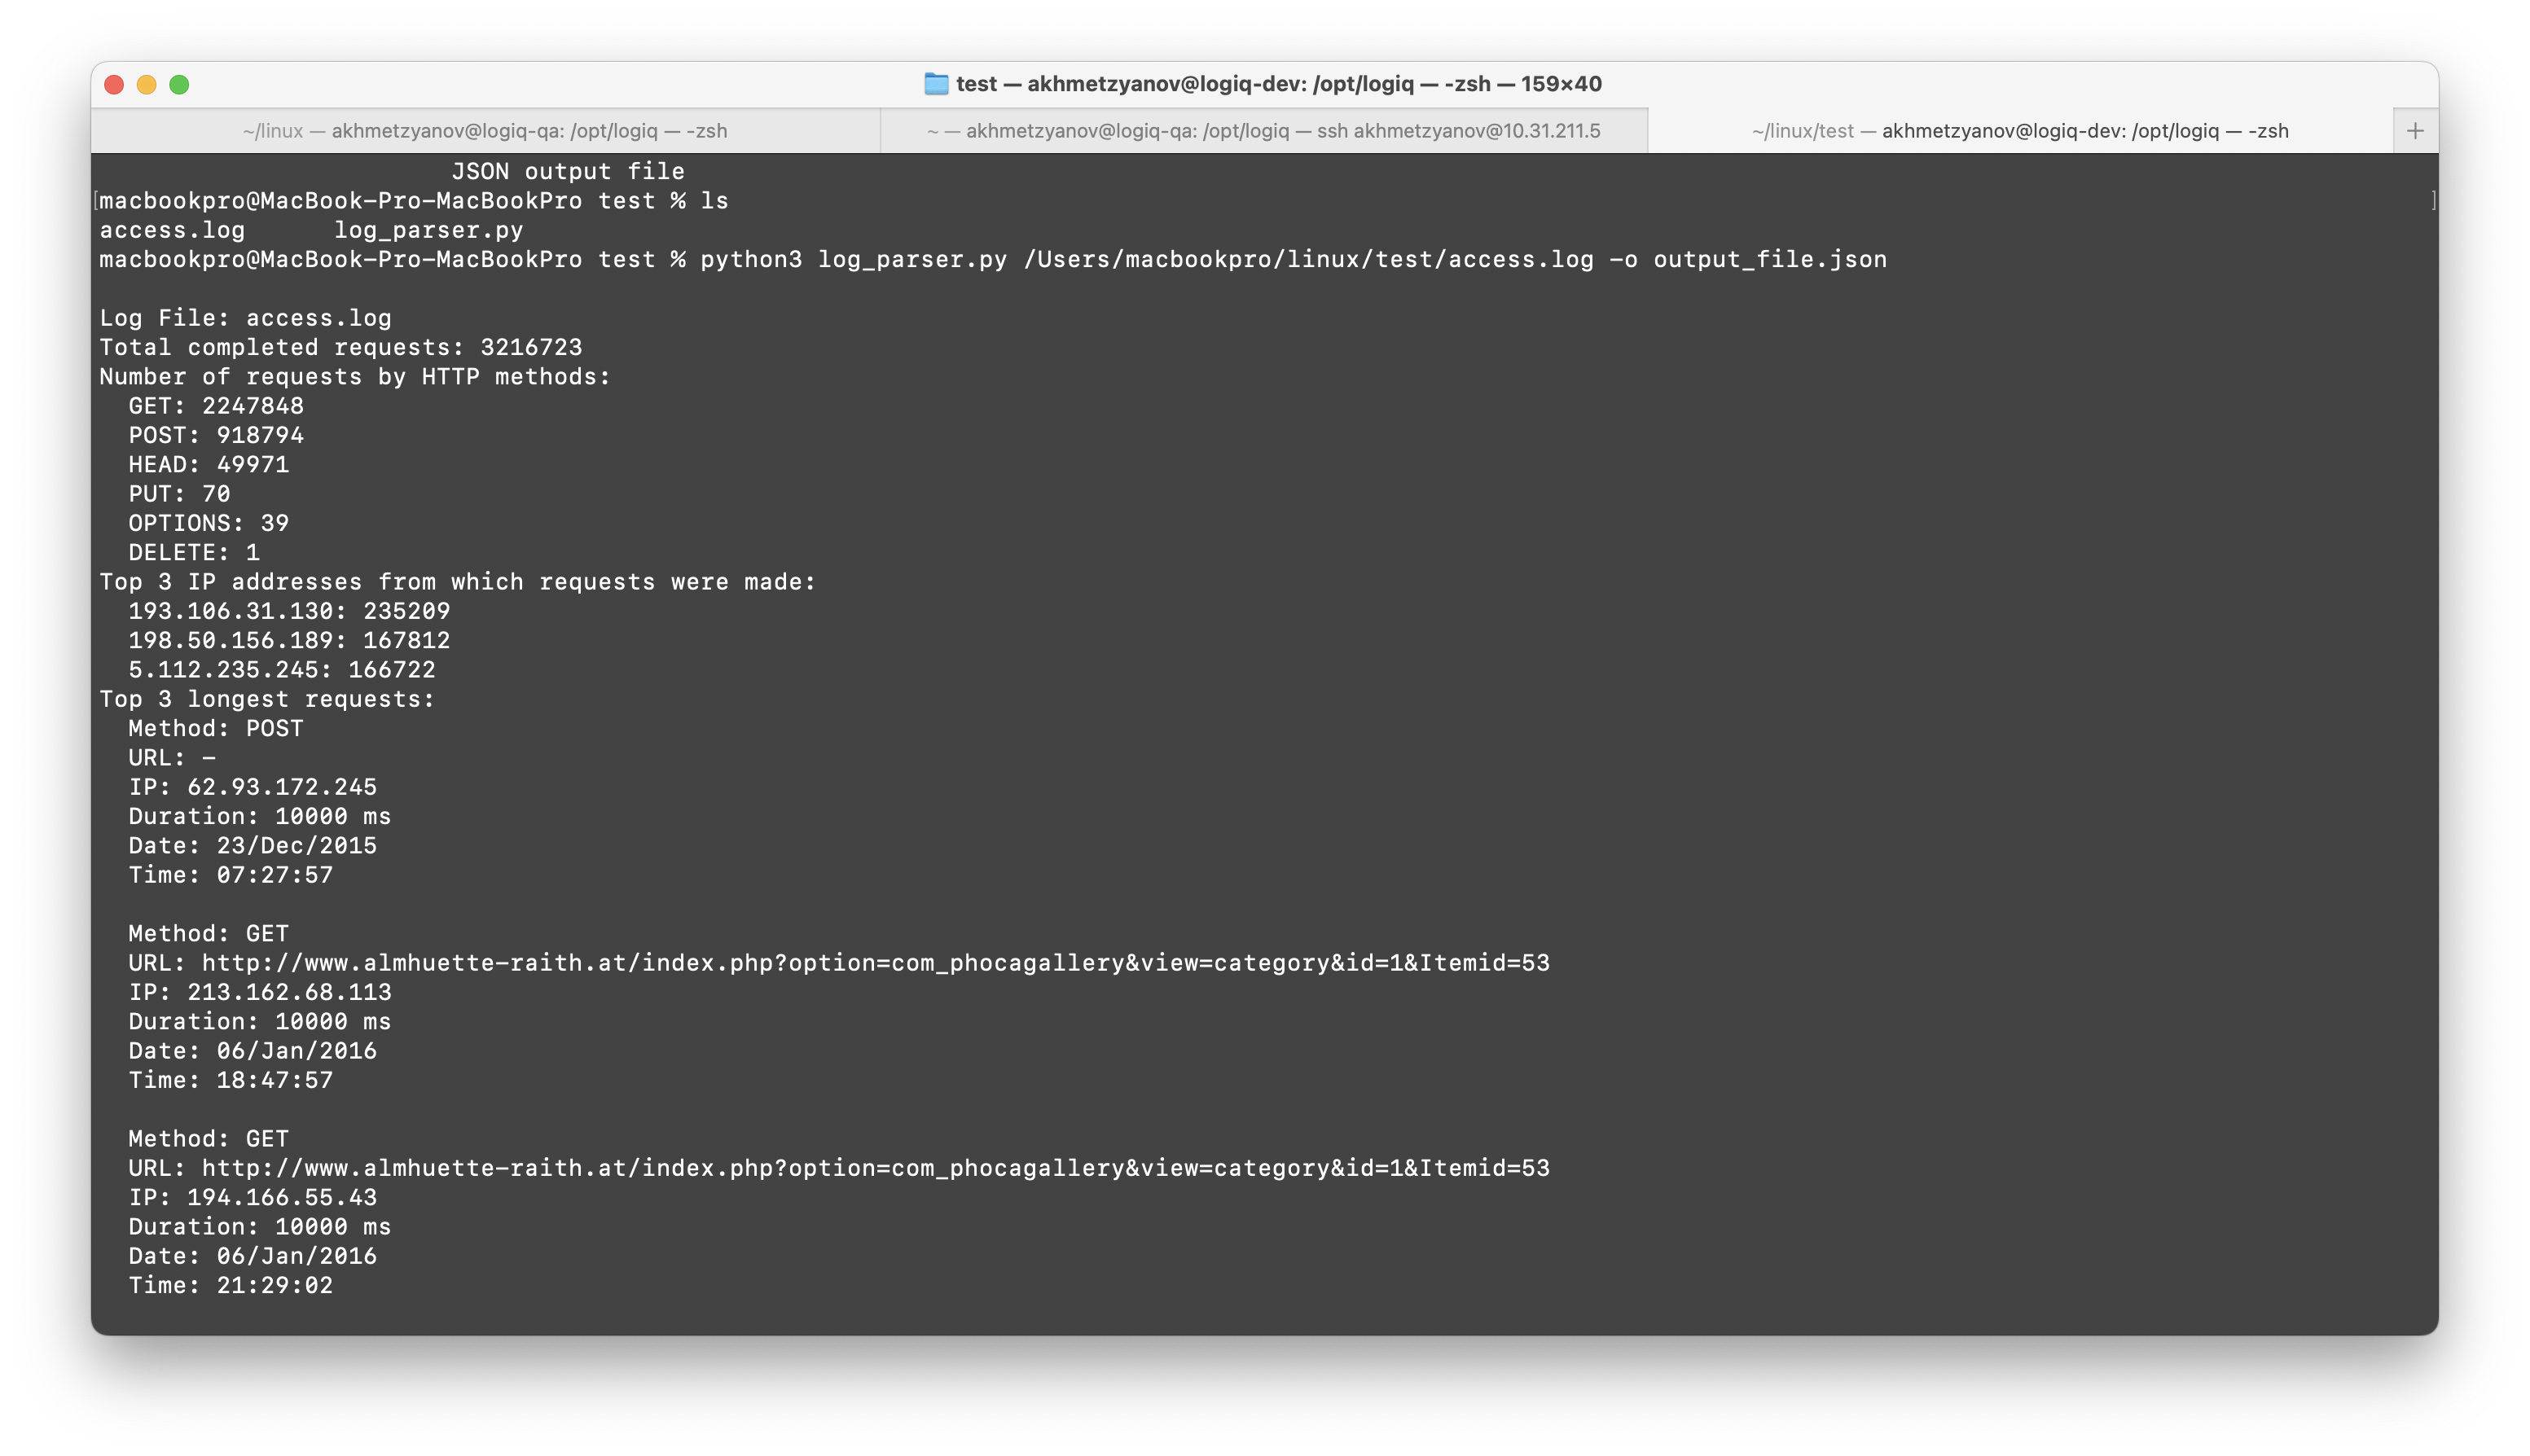 test — akhmetzyanov@logiq-dev: /opt/logiq — -zsh — 159×40
~/linux — akhmetzyanov@logiq-qa: /opt/logiq — -zsh
~ — akhmetzyanov@logiq-qa: /opt/logiq — ssh akhmetzyanov@10.31.211.5
~/linux/test — akhmetzyanov@logiq-dev: /opt/logiq — -zsh
+
JSON output file
[macbookpro@MacBook-Pro-MacBookPro test % ls ]
access.log log_parser.py
macbookpro@MacBook-Pro-MacBookPro test % python3 log_parser.py /Users/macbookpro/linux/test/access.log -o output_file.json
Log File: access.log
Total completed requests: 3216723
Number of requests by HTTP methods:
GET: 2247848
POST: 918794
HEAD: 49971
PUT: 70
OPTIONS: 39
DELETE: 1
Top 3 IP addresses from which requests were made:
193.106.31.130: 235209
198.50.156.189: 167812
5.112.235.245: 166722
Top 3 longest requests:
Method: POST
URL: -
IP: 62.93.172.245
Duration: 10000 ms
Date: 23/Dec/2015
Time: 07:27:57
Method: GET
URL: http://www.almhuette-raith.at/index.php?option=com_phocagallery&view=category&id=1&Itemid=53
IP: 213.162.68.113
Duration: 10000 ms
Date: 06/Jan/2016
Time: 18:47:57
Method: GET
URL: http://www.almhuette-raith.at/index.php?option=com_phocagallery&view=category&id=1&Itemid=53
IP: 194.166.55.43
Duration: 10000 ms
Date: 06/Jan/2016
Time: 21:29:02